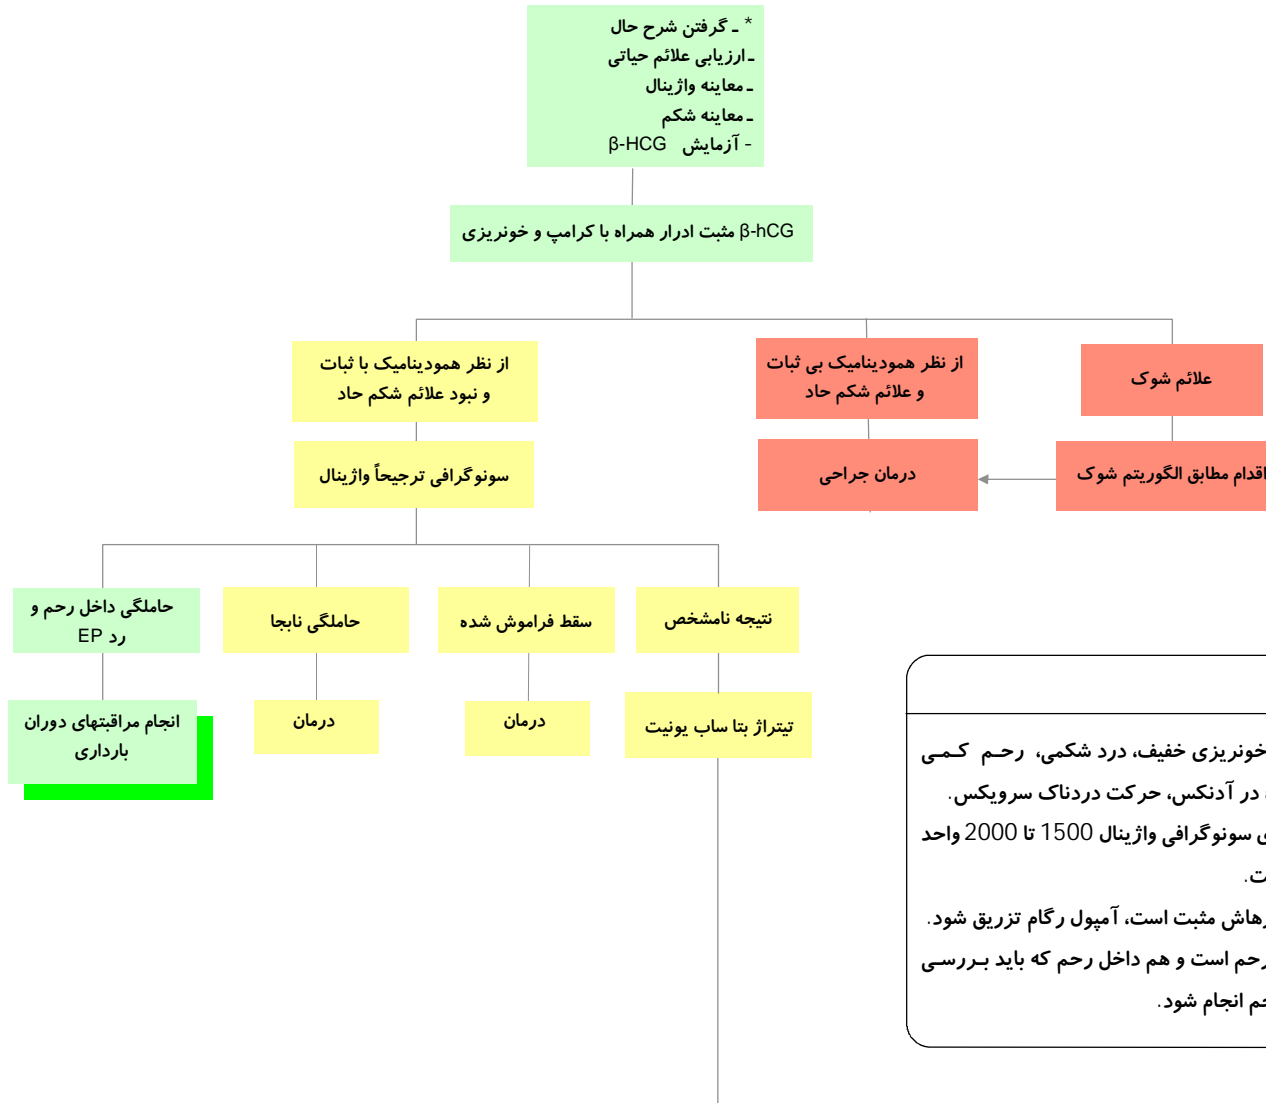 * ـ گرفتن شرح حال
ـ ارزیابی علائم حیاتی
ـ معاینه واژینال
ـ معاینه شکم
- آزمایش β-HCG
β-hCG مثبت ادرار همراه با کرامپ و خونریزی
علائم شوک
از نظر همودینامیک بی ثبات
و علائم شکم حاد
از نظر همودینامیک با ثبات
و نبود علائم شکم حاد
اقدام مطابق الگوریتم شوک
درمان جراحی
سونوگرافی ترجیحاً واژینال
نتیجه نامشخص
سقط فراموش شده
حاملگی نابجا
حاملگی داخل رحم و
رد EP
تیتراژ بتا ساب یونیت
درمان
درمان
انجام مراقبتهای دوران
بارداری
خونریزی خفیف، درد شکمی، رحم کمی
در آدنکس، حرکت دردناک سرویکس.
سونوگرافی واژینال 1500 تا 2000 واحد
مثبت است، آمپول رگام تزریق شود.
رحم است و هم داخل رحم که باید بررسی
انجام شود.